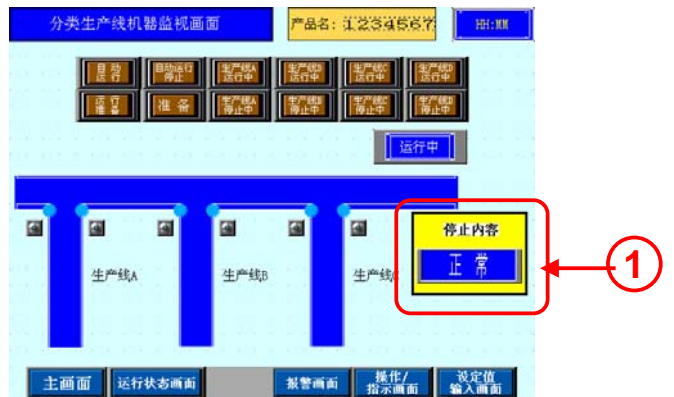 分类生产线机器监视画面
产品名: 1234567
HH:MM
自动
运行
自动运行
停止
生产线A
运行中
生产线B
运行中
生产线C
运行中
生产线D
运行中
运行
准备
准备
生产线A
停止中
生产线B
停止中
生产线C
停止中
生产线D
停止中
运行中
停止内容
正常
1
生产线A
生产线B
生产线C
主画面
运行状态画面
报警画面
操作/
指示画面
设定值
输入画面